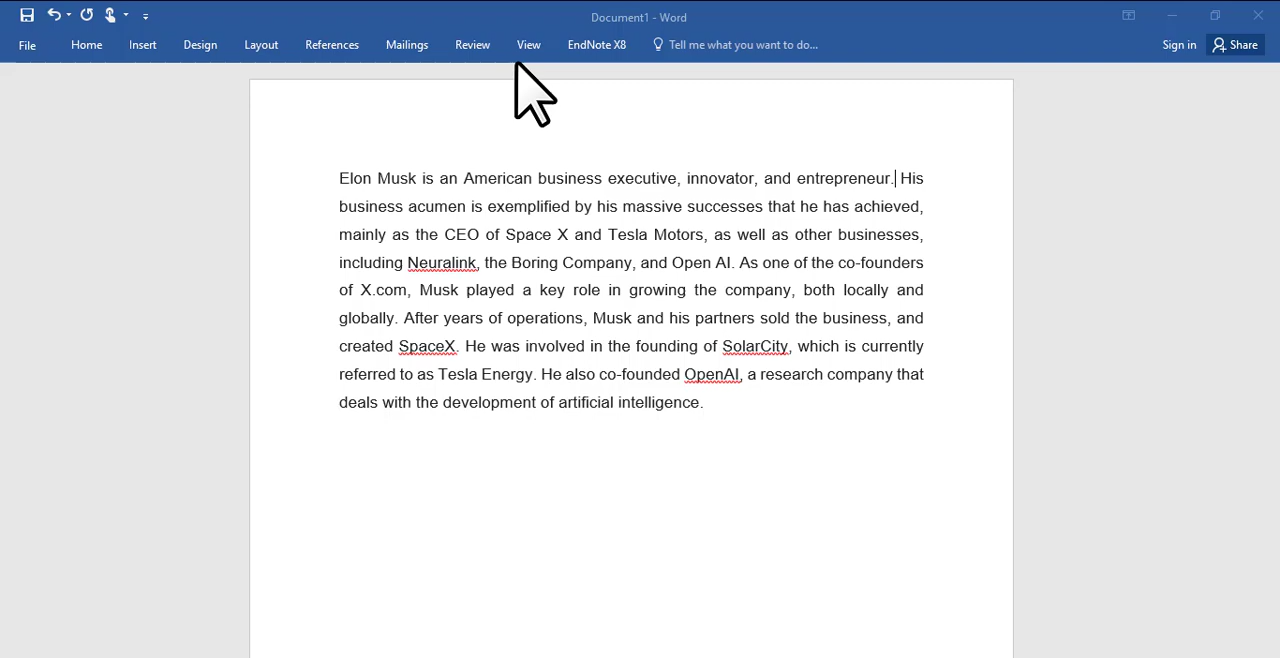 Document1 - Word
File Home Insert Design Layout References Mailings Review View EndNote X8 Tell me what you want to do... Sign in Share
Elon Musk is an American business executive, innovator, and entrepreneur. His
business acumen is exemplified by his massive successes that he has achieved,
mainly as the CEO of Space X and Tesla Motors, as well as other businesses,
including Neuralink, the Boring Company, and Open AI. As one of the co-founders
of X.com, Musk played a key role in growing the company, both locally and
globally. After years of operations, Musk and his partners sold the business, and
created SpaceX. He was involved in the founding of SolarCity, which is currently
referred to as Tesla Energy. He also co-founded OpenAI, a research company that
deals with the development of artificial intelligence.